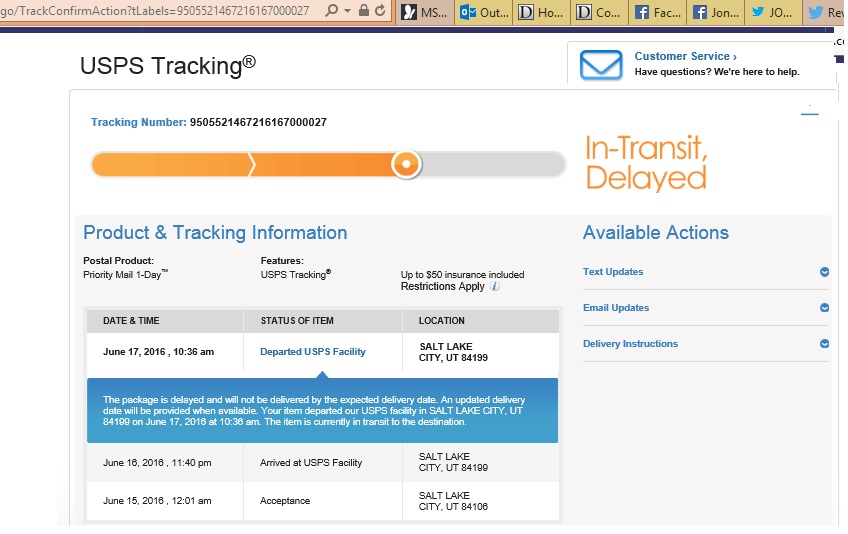 go/TrackConfirmAction?tLabels=9505521467216167000027
MS... Out... Ho... Co... Fac... Jon... JO... Rev
USPS Tracking®
Customer Service ›
Have questions? We're here to help.
Tracking Number: 9505521467216167000027
In-Transit,
Delayed
Product & Tracking Information
Available Actions
Postal Product:
Priority Mail 1-Day™
Features:
USPS Tracking®
Up to $50 insurance included
Restrictions Apply
Text Updates
Email Updates
Delivery Instructions
DATE & TIME STATUS OF ITEM LOCATION
June 17, 2016 , 10:36 am Departed USPS Facility SALT LAKE
CITY, UT 84199
The package is delayed and will not be delivered by the expected delivery date. An updated delivery
date will be provided when available. Your item departed our USPS facility in SALT LAKE CITY, UT
84199 on June 17, 2016 at 10:36 am. The item is currently in transit to the destination.
June 16, 2016 , 11:40 pm Arrived at USPS Facility SALT LAKE
CITY, UT 84199
June 15, 2016 , 12:01 am Acceptance SALT LAKE
CITY, UT 84106